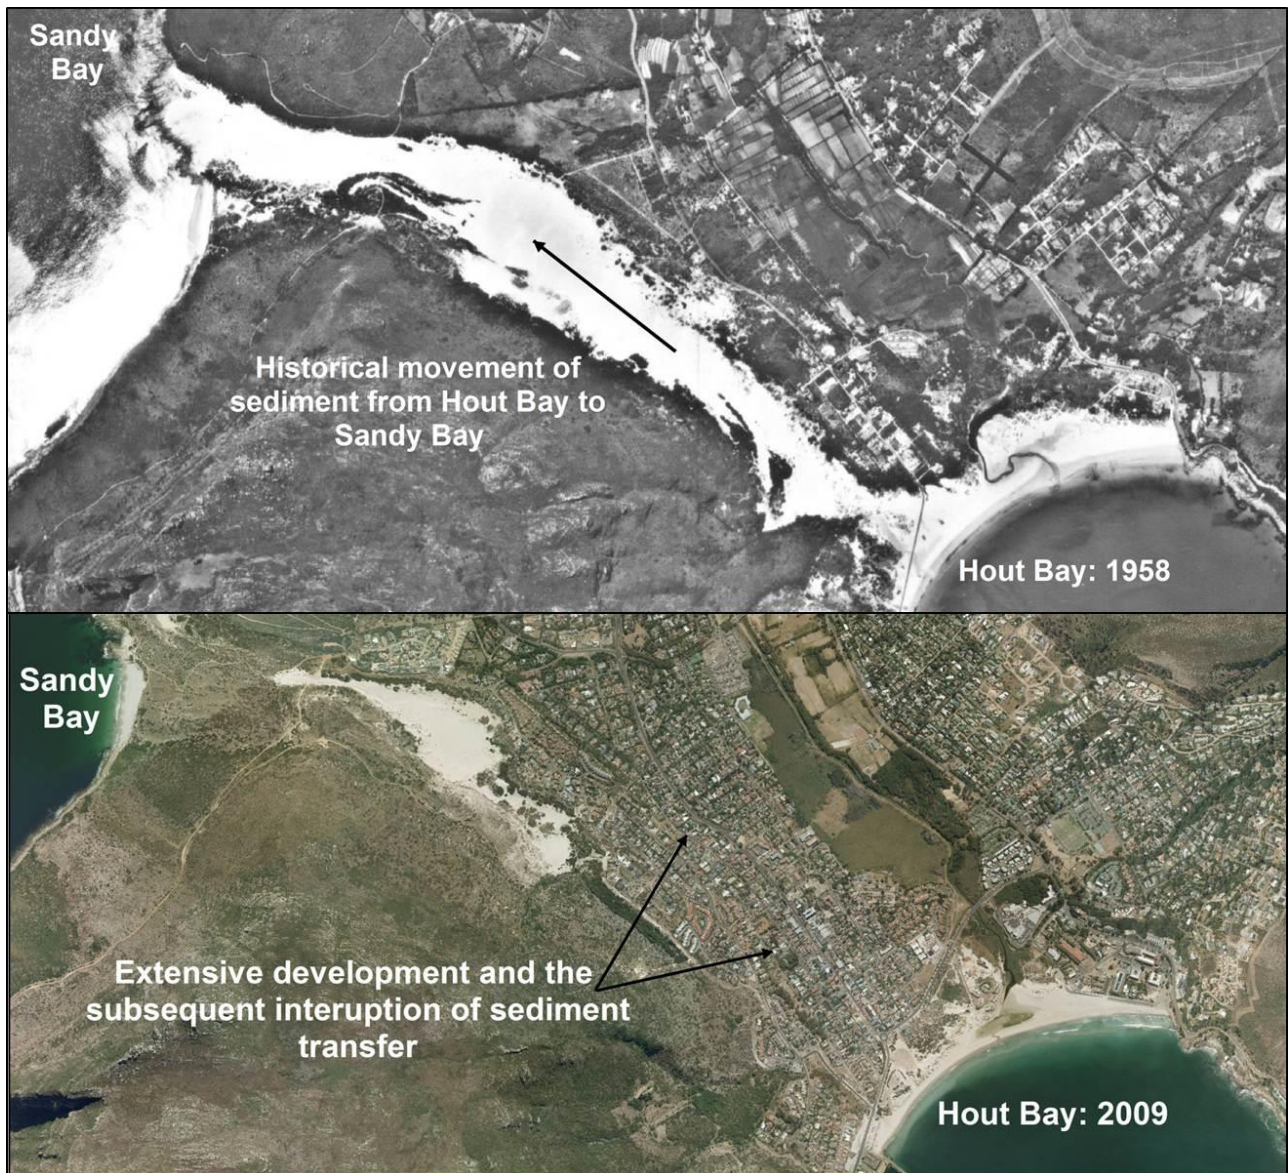 Sandy
Bay
Historical movement of
sediment from Hout Bay to
Sandy Bay
Hout Bay: 1958
Sandy
Bay
Extensive development and the
subsequent interuption of sediment
transfer
Hout Bay: 2009